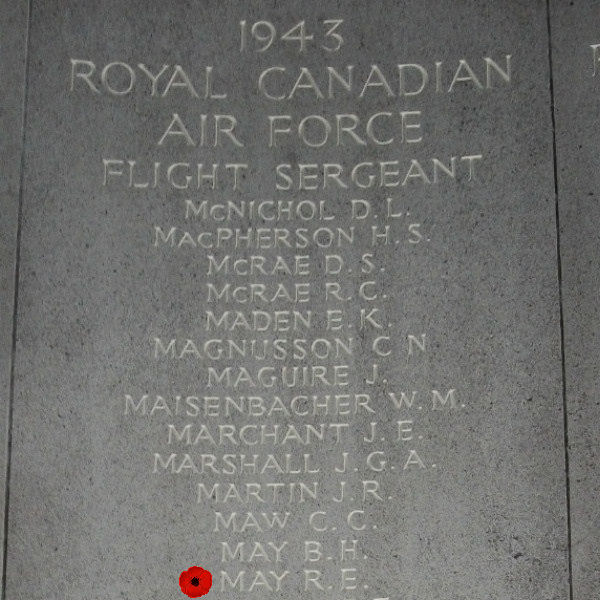 1943
ROYAL CANADIAN
AIR FORCE
FLIGHT SERGEANT
McNICHOL D. L.
MacPHERSON H. S.
McRAE D. S.
McRAE R. C.
MADEN E. K.
MAGNUSSON C N
MAGUIRE J.
MAISENBACHER W. M.
MARCHANT J. E.
MARSHALL J. G. A.
MARTIN J. R.
MAW C. C.
MAY B. H.
MAY R. E.